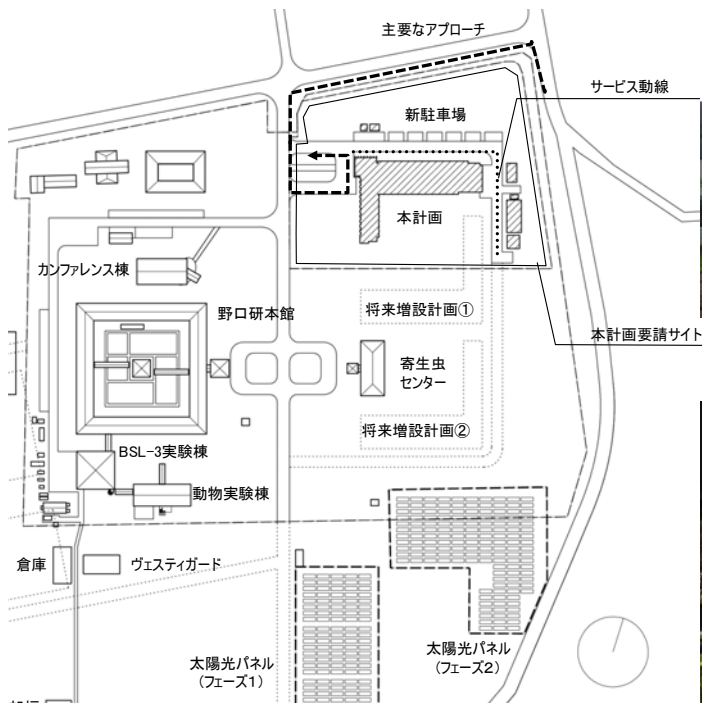 主要なアプローチ
サービス動線
新駐車場
本計画
カンファレンス棟
野口研本館
将来増設計画①
本計画要請サイト
寄生虫
センター
将来増設計画②
BSL-3実験棟
動物実験棟
倉庫
ヴェスティガード
太陽光パネル
(フェーズ1)
太陽光パネル
(フェーズ2)